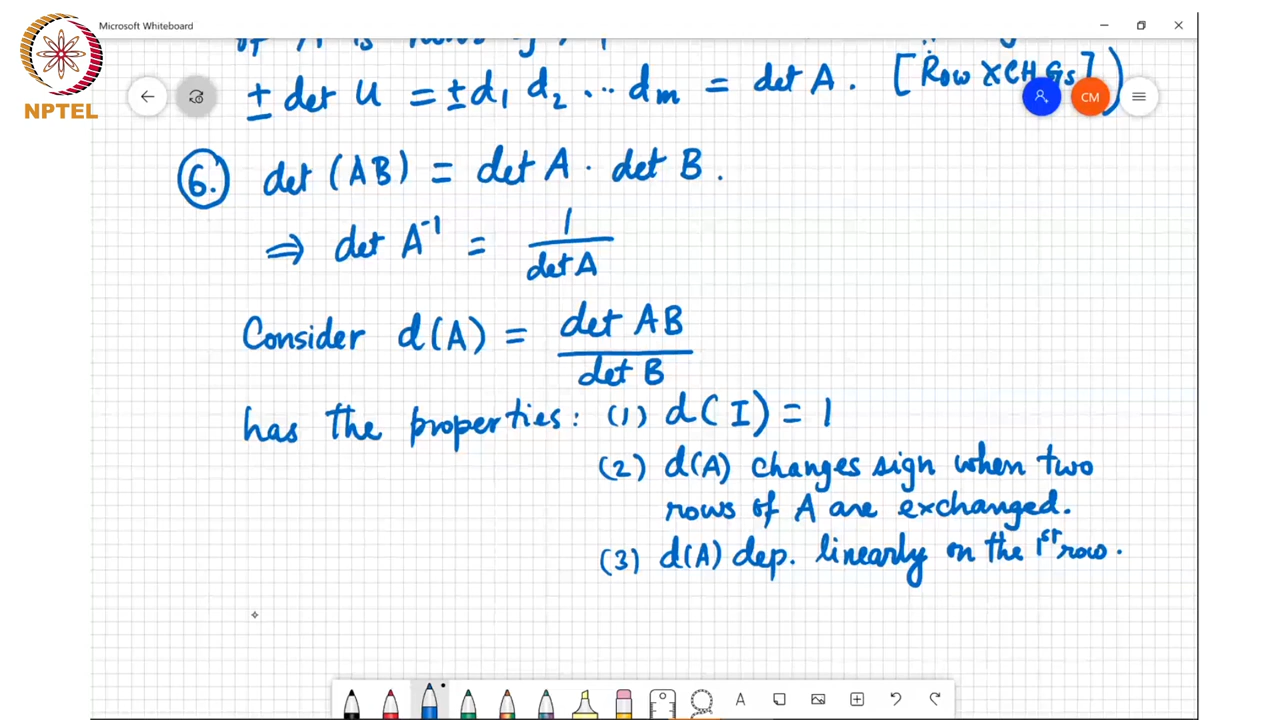 Microsoft Whiteboard
NPTEL
CM
of A is
± det U = ± d₁ d₂ ... dₘ = det A. [Row XCHGs]
6. det (AB) = det A · det B.
⇒ det A⁻¹ = 1 / det A
Consider d(A) = det AB / det B
has the properties: (1) d(I) = 1
(2) d(A) changes sign when two
rows of A are exchanged.
(3) d(A) dep. linearly on the 1ˢᵗ row.